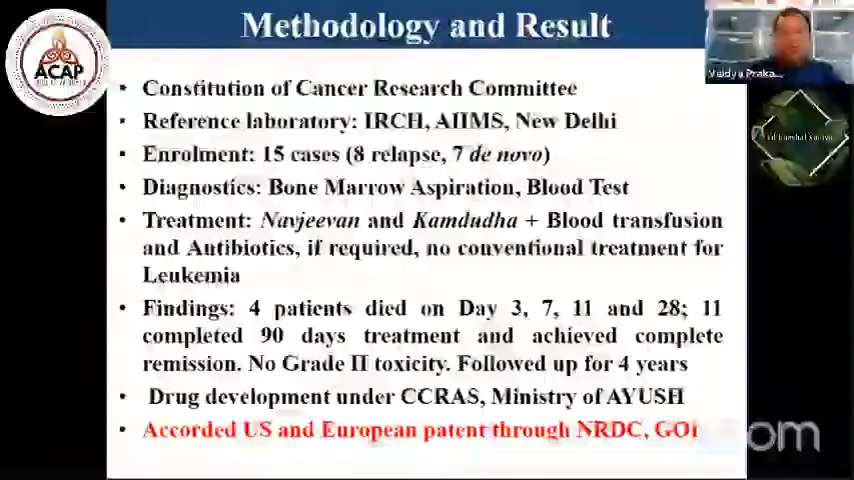 Methodology and Result
ACAP
Vaidya Praka...
• Constitution of Cancer Research Committee
• Reference laboratory: IRCH, AIIMS, New Delhi
• Enrolment: 15 cases (8 relapse, 7 de novo)
• Diagnostics: Bone Marrow Aspiration, Blood Test
• Treatment: Navjeevan and Kamdudha + Blood transfusion
and Antibiotics, if required, no conventional treatment for
Leukemia
• Findings: 4 patients died on Day 3, 7, 11 and 28; 11
completed 90 days treatment and achieved complete
remission. No Grade II toxicity. Followed up for 4 years
• Drug development under CCRAS, Ministry of AYUSH
• Accorded US and European patent through NRDC, GOI
zoom